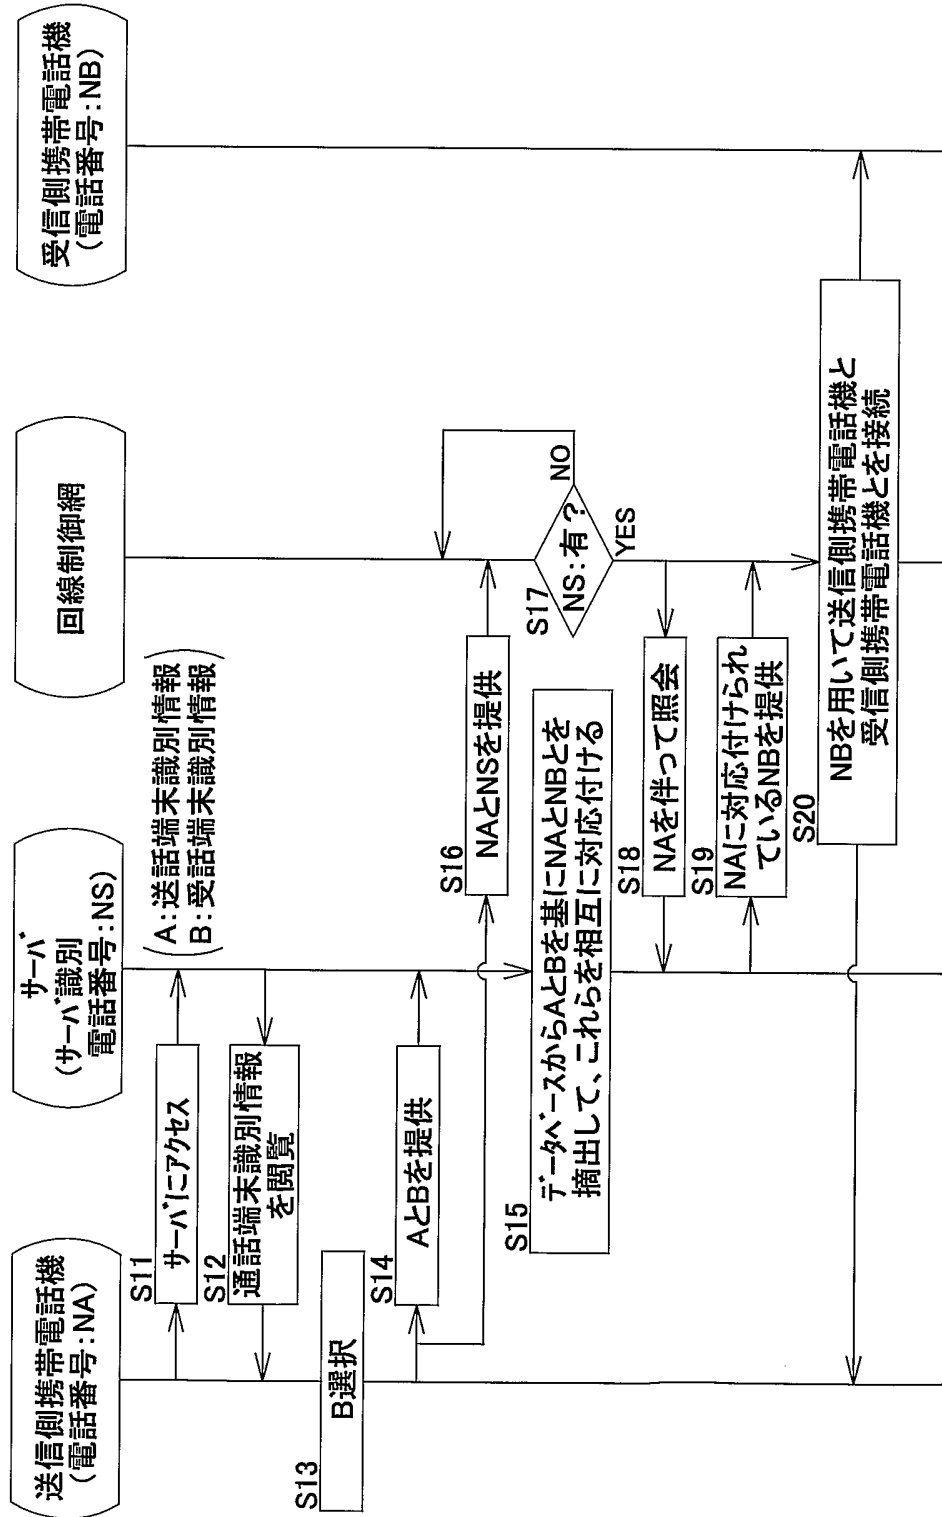 送信側携帯電話機
(電話番号:NA)
サーバ
(サーバ識別
電話番号:NS)
回線制御網
受信側携帯電話機
(電話番号:NB)
A:送話端末識別情報
B:受話端末識別情報
S11
サーバにアクセス
S12
通話端末識別情報
を閲覧
S13
B選択
S14
AとBを提供
S16
NAとNSを提供
S15
データベースからAとBを基にNAとNBとを
摘出して、これらを相互に対応付ける
S17
NS:有?
NO
YES
S18
NAを伴って照会
S19
NAに対応付けられ
ているNBを提供
S20
NBを用いて送信側携帯電話機と
受信側携帯電話機とを接続